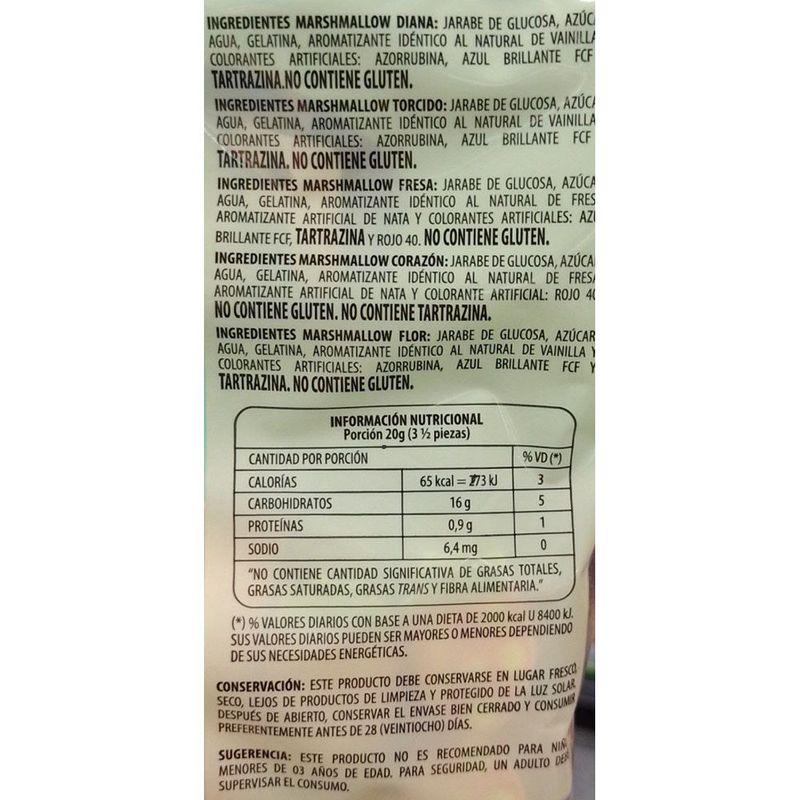 INGREDIENTES MARSHMALLOW DIANA: JARABE DE GLUCOSA, AZÚC
AGUA, GELATINA, AROMATIZANTE IDÉNTICO AL NATURAL DE VAINILLA
COLORANTES ARTIFICIALES: AZORRUBINA, AZUL BRILLANTE FCF
TARTRAZINA.NO CONTIENE GLUTEN.
INGREDIENTES MARSHMALLOW TORCIDO: JARABE DE GLUCOSA, AZÚCA
AGUA, GELATINA, AROMATIZANTE IDÉNTICO AL NATURAL DE VAINILLA
COLORANTES ARTIFICIALES: AZORRUBINA, AZUL BRILLANTE FCF
TARTRAZINA. NO CONTIENE GLUTEN.
INGREDIENTES MARSHMALLOW FRESA: JARABE DE GLUCOSA, AZÚCA
AGUA, GELATINA, AROMATIZANTE IDÉNTICO AL NATURAL DE FRES
AROMATIZANTE ARTIFICIAL DE NATA Y COLORANTES ARTIFICIALES: AZ
BRILLANTE FCF, TARTRAZINA Y ROJO 40. NO CONTIENE GLUTEN.
INGREDIENTES MARSHMALLOW CORAZÓN: JARABE DE GLUCOSA, AZÚCA
AGUA, GELATINA, AROMATIZANTE IDÉNTICO AL NATURAL DE FRESA
AROMATIZANTE ARTIFICIAL DE NATA Y COLORANTE ARTIFICIAL: ROJO 40
NO CONTIENE GLUTEN. NO CONTIENE TARTRAZINA.
INGREDIENTES MARSHMALLOW FLOR: JARABE DE GLUCOSA, AZÚCAR
AGUA, GELATINA, AROMATIZANTE IDÉNTICO AL NATURAL DE VAINILLA Y
COLORANTES ARTIFICIALES: AZORRUBINA, AZUL BRILLANTE FCF Y
TARTRAZINA. NO CONTIENE GLUTEN.
INFORMACIÓN NUTRICIONAL
Porción 20g (3 ½ piezas)
CANTIDAD POR PORCIÓN % VD (*)
CALORÍAS 65 kcal = 273 kJ 3
CARBOHIDRATOS 16 g 5
PROTEÍNAS 0,9 g 1
SODIO 6,4 mg 0
"NO CONTIENE CANTIDAD SIGNIFICATIVA DE GRASAS TOTALES,
GRASAS SATURADAS, GRASAS TRANS Y FIBRA ALIMENTARIA."
(*) % VALORES DIARIOS CON BASE A UNA DIETA DE 2000 kcal U 8400 kJ.
SUS VALORES DIARIOS PUEDEN SER MAYORES O MENORES DEPENDIENDO
DE SUS NECESIDADES ENERGÉTICAS.
CONSERVACIÓN: ESTE PRODUCTO DEBE CONSERVARSE EN LUGAR FRESCO,
SECO, LEJOS DE PRODUCTOS DE LIMPIEZA Y PROTEGIDO DE LA LUZ SOLAR.
DESPUÉS DE ABIERTO, CONSERVAR EL ENVASE BIEN CERRADO Y CONSUMIR
PREFERENTEMENTE ANTES DE 28 (VEINTIOCHO) DÍAS.
SUGERENCIA: ESTE PRODUCTO NO ES RECOMENDADO PARA NIÑ
MENORES DE 03 AÑOS DE EDAD. PARA SEGURIDAD, UN ADULTO DEB
SUPERVISAR EL CONSUMO.